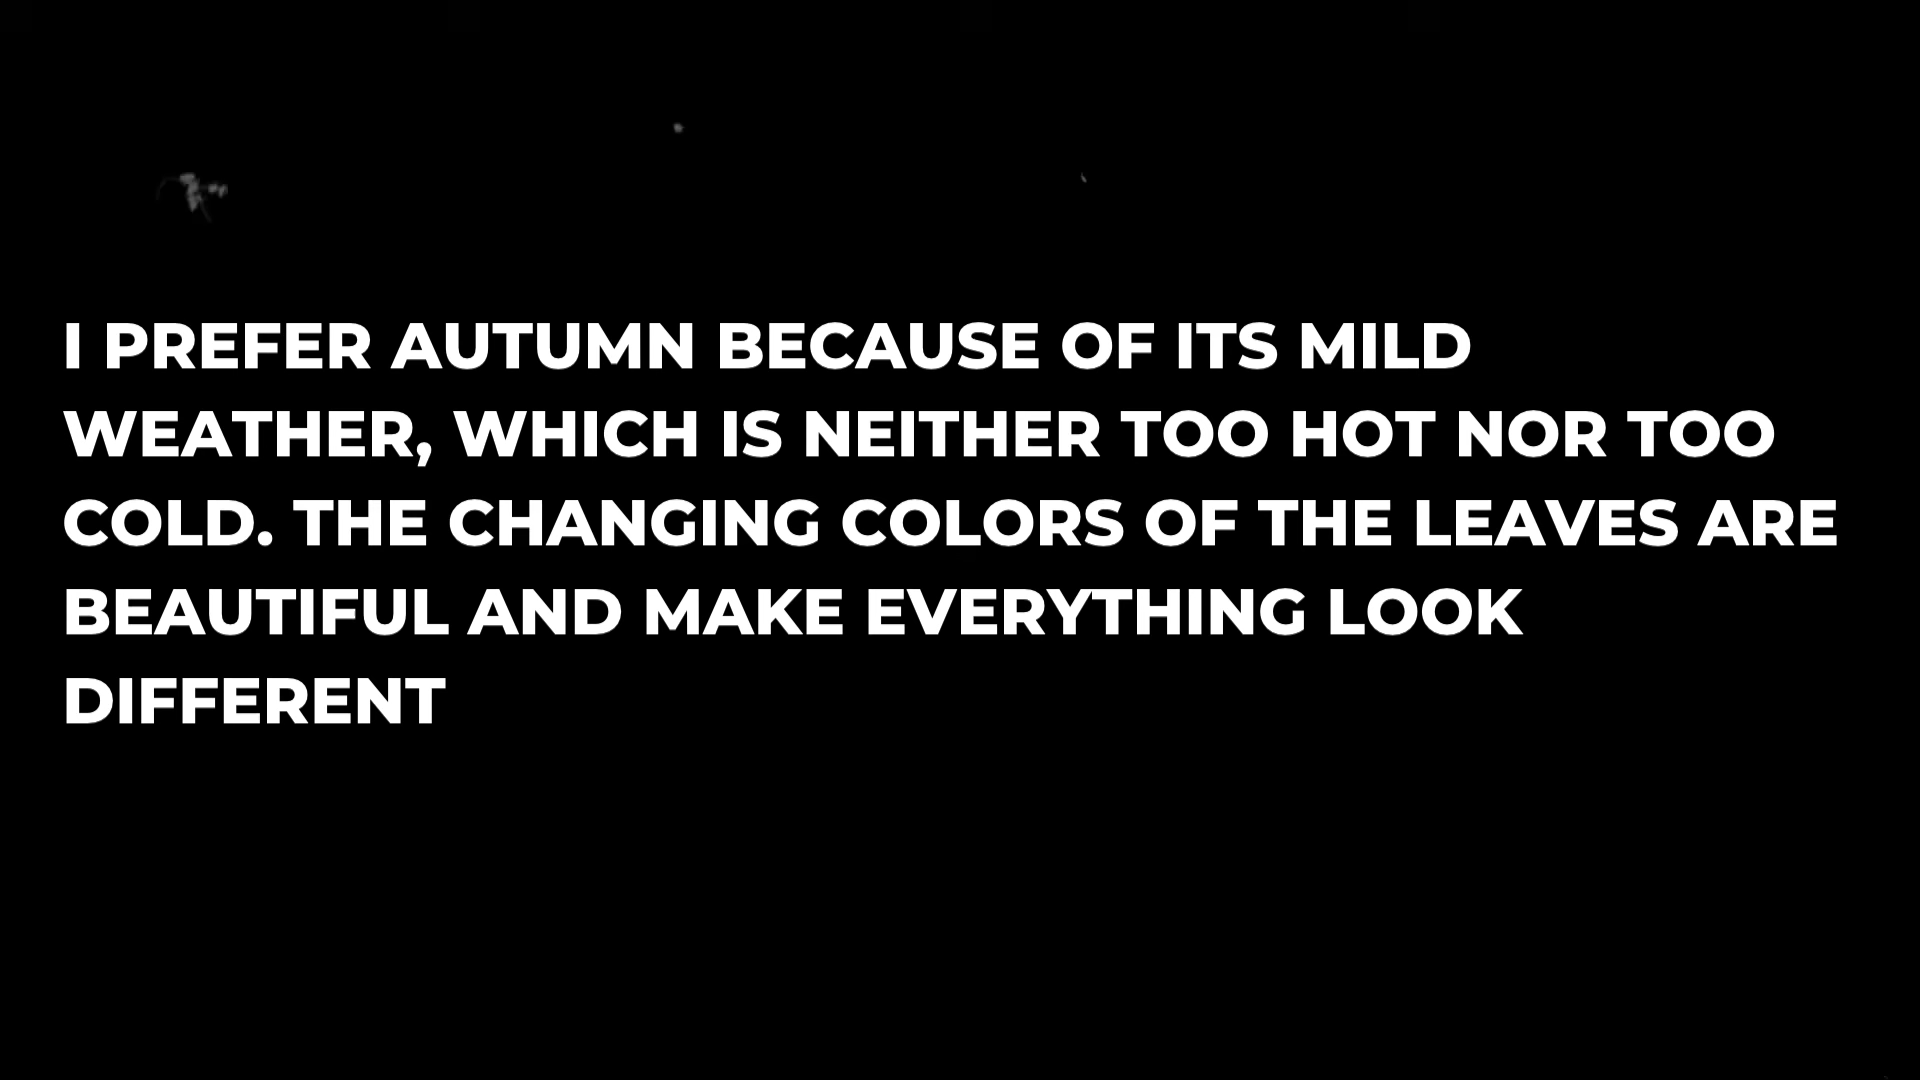 I PREFER AUTUMN BECAUSE OF ITS MILD
WEATHER, WHICH IS NEITHER TOO HOT NOR TOO
COLD. THE CHANGING COLORS OF THE LEAVES ARE
BEAUTIFUL AND MAKE EVERYTHING LOOK
DIFFERENT